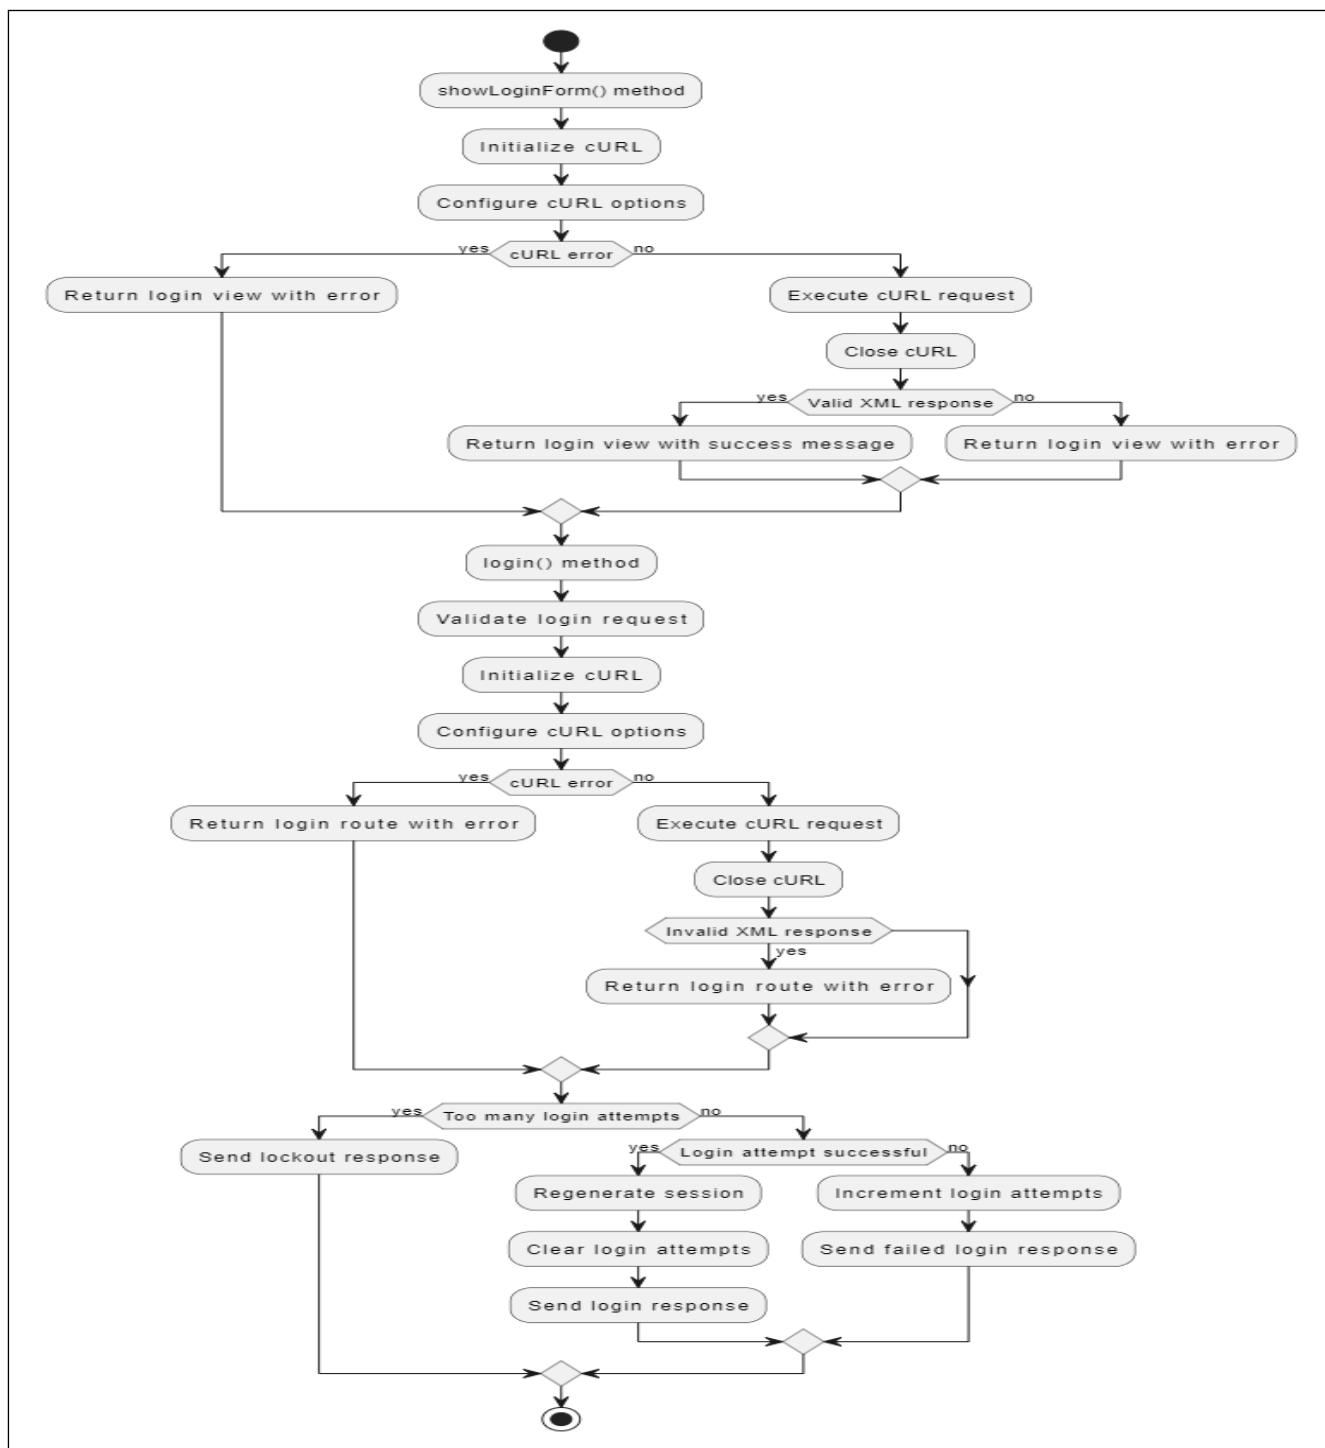 showLoginForm() method
Initialize cURL
Configure cURL options
yes
cURL error
no
Return login view with error
Execute cURL request
Close cURL
yes
Valid XML response
no
Return login view with success message
Return login view with error
login() method
Validate login request
Initialize cURL
Configure cURL options
yes
cURL error
no
Return login route with error
Execute cURL request
Close cURL
Invalid XML response
yes
Return login route with error
yes
Too many login attempts
no
Send lockout response
yes
Login attempt successful
no
Regenerate session
Increment login attempts
Clear login attempts
Send failed login response
Send login response